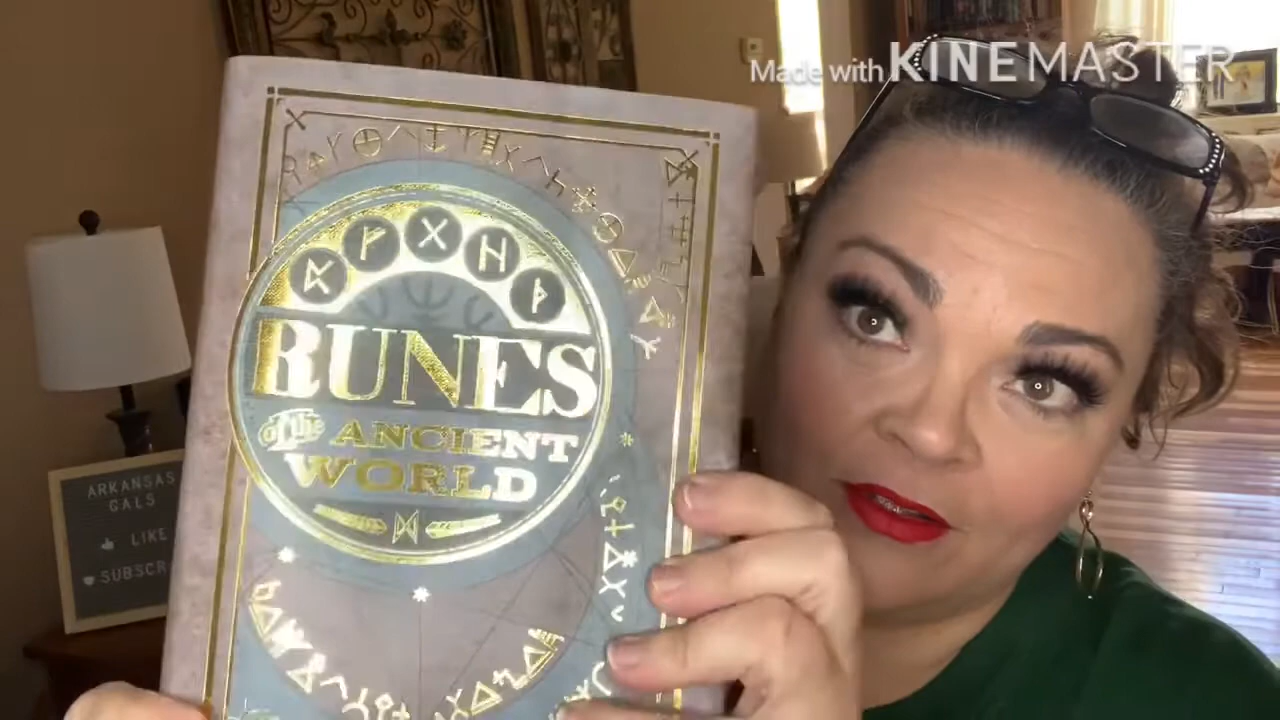 Made with KINEMASTER
RUNES
of the ANCIENT
WORLD
ARKANSAS
GALS
LIKE
SUBSCR